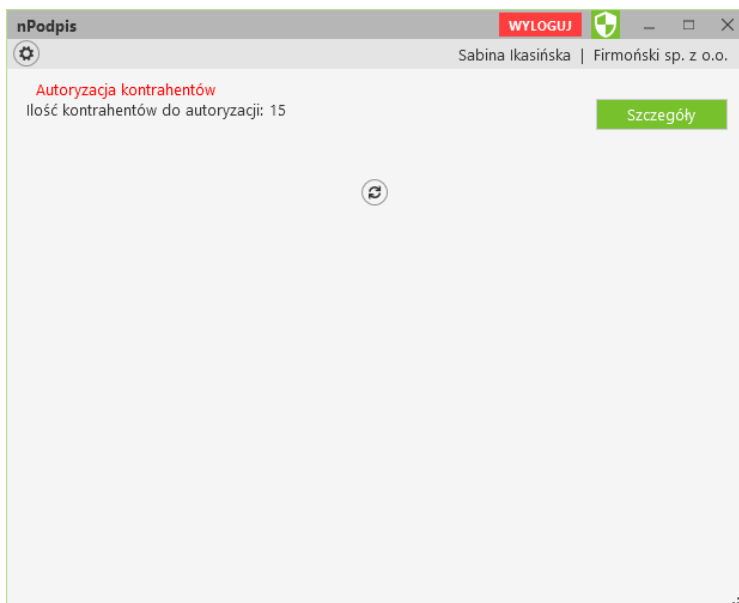 nPodpis WYLOGUJ
Sabina Ikasińska | Firmoński sp. z o.o.
Autoryzacja kontrahentów
Ilość kontrahentów do autoryzacji: 15
Szczegóły